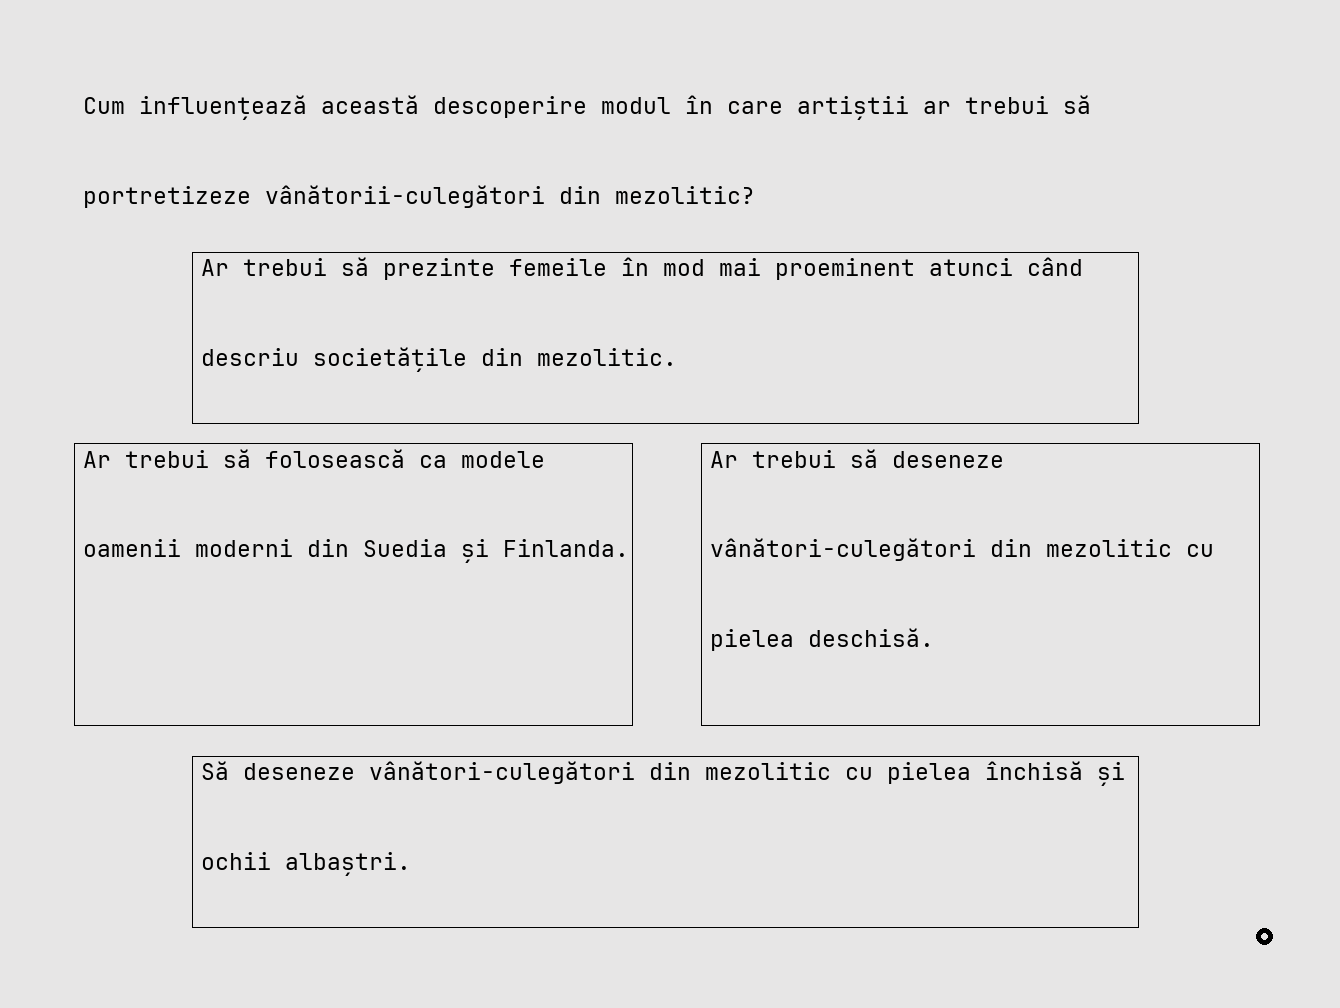 Cum influențează această descoperire modul în care artiștii ar trebui să
portretizeze vânătorii-culegători din mezolitic?
Ar trebui să prezinte femeile în mod mai proeminent atunci când
descriu societățile din mezolitic.
Ar trebui să folosească ca modele
oamenii moderni din Suedia și Finlanda.
Ar trebui să deseneze
vânători-culegători din mezolitic cu
pielea deschisă.
Să deseneze vânători-culegători din mezolitic cu pielea închisă și
ochii albaștri.